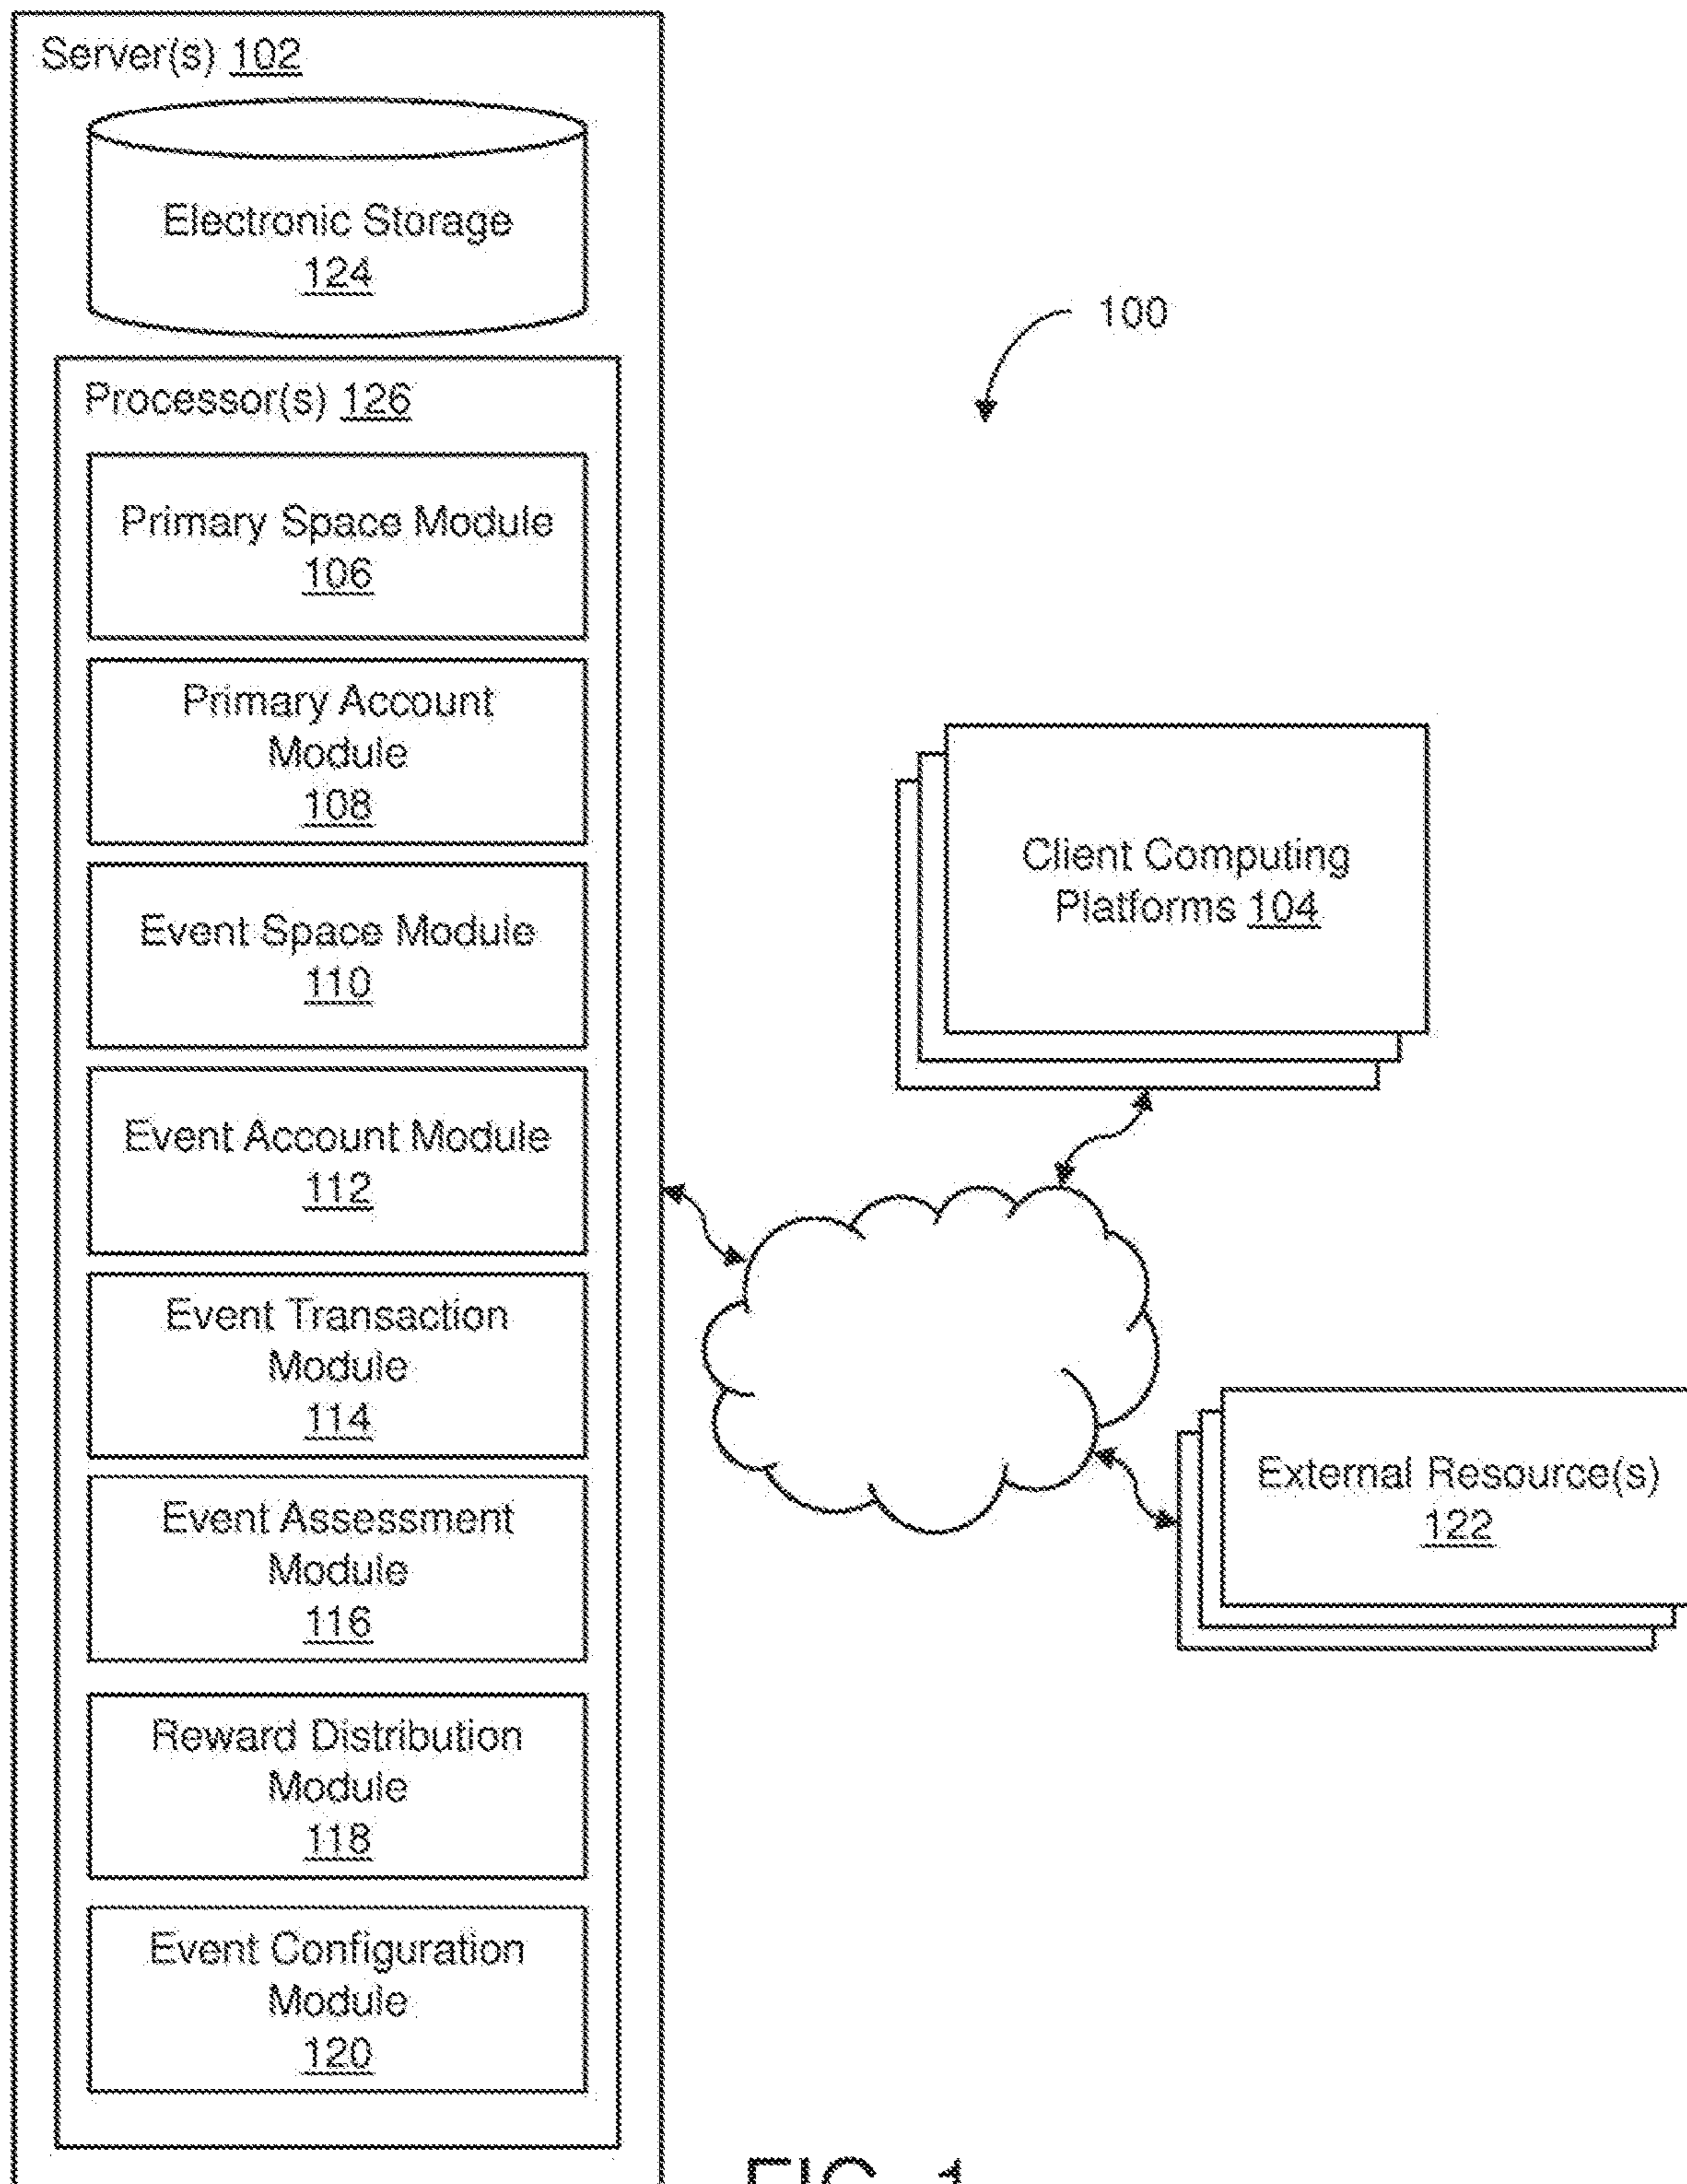 Server(s) 102
Electronic Storage
124
100
Processor(s) 126
Primary Space Module
106
Primary Account
Module
108
Event Space Module
110
Event Account Module
112
Event Transaction
Module
114
Event Assessment
Module
116
Reward Distribution
Module
118
Event Configuration
Module
120
Client Computing
Platforms 104
External Resource(s)
122
FIG. 1